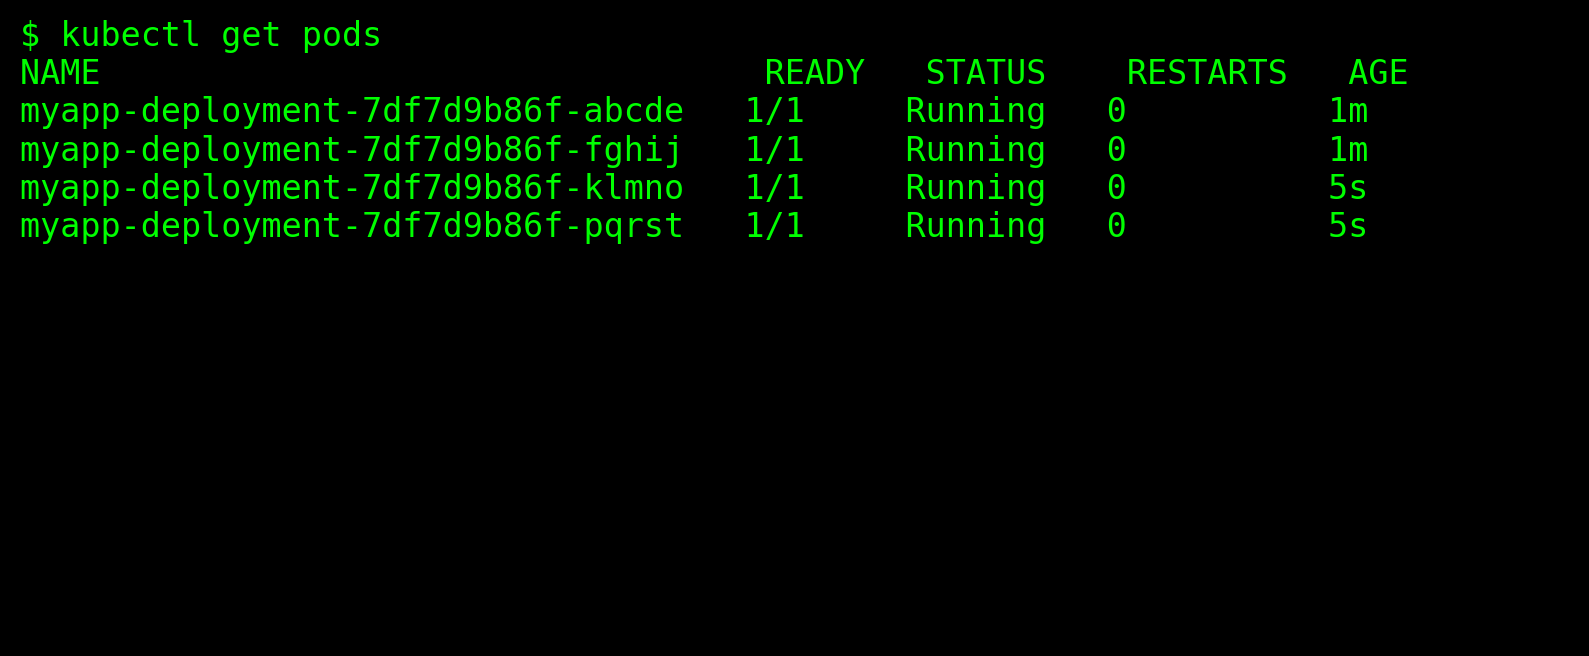 $ kubectl get pods
NAME                                 READY   STATUS    RESTARTS   AGE
myapp-deployment-7df7d9b86f-abcde   1/1     Running   0          1m
myapp-deployment-7df7d9b86f-fghij   1/1     Running   0          1m
myapp-deployment-7df7d9b86f-klmno   1/1     Running   0          5s
myapp-deployment-7df7d9b86f-pqrst   1/1     Running   0          5s